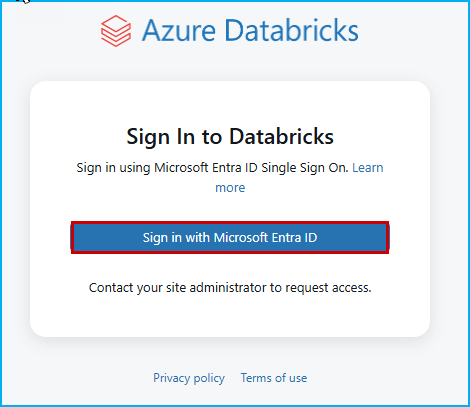 Azure Databricks
Sign In to Databricks
Sign in using Microsoft Entra ID Single Sign On. Learn
more
Sign in with Microsoft Entra ID
Contact your site administrator to request access.
Privacy policy Terms of use